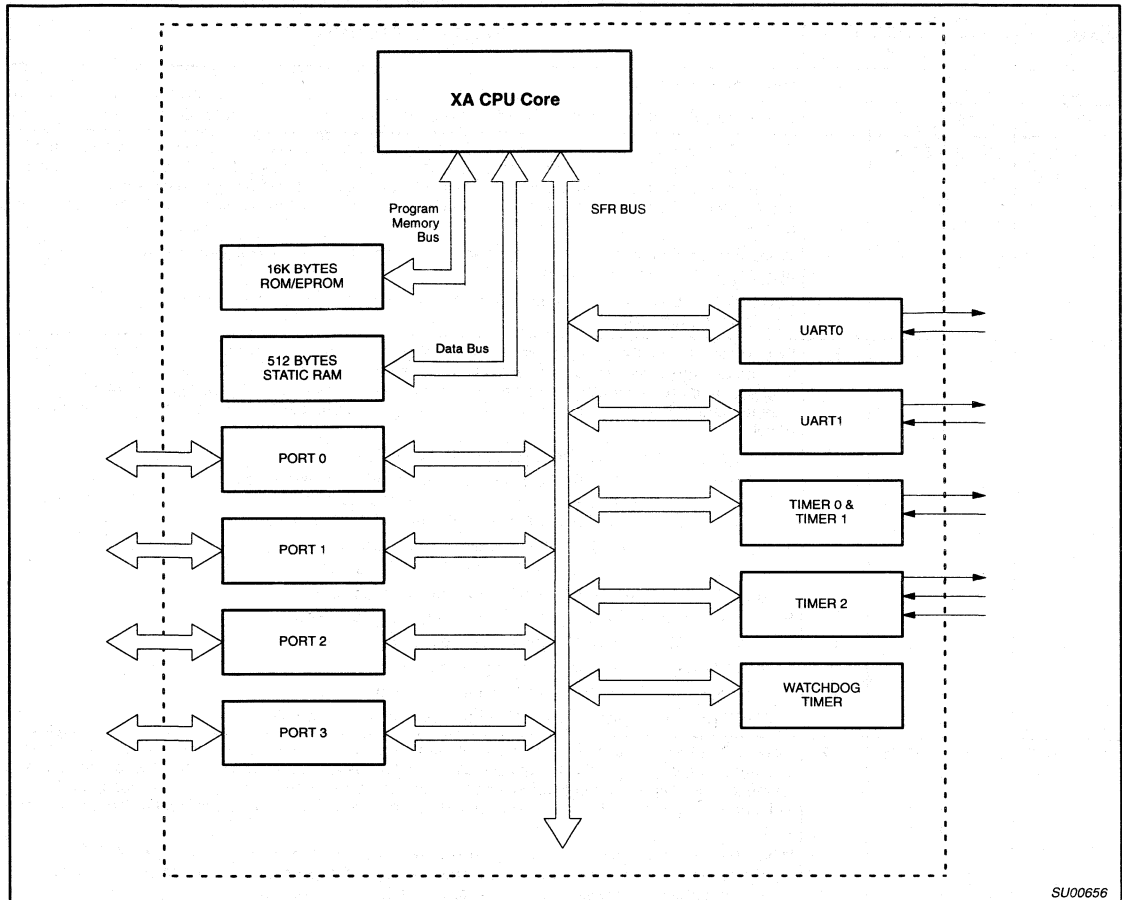 XA CPU Core
Program
Memory
Bus
SFR BUS
16K BYTES
ROM/EPROM
Data Bus
512 BYTES
STATIC RAM
PORT 0
PORT 1
PORT 2
PORT 3
UART0
UART1
TIMER 0 &
TIMER 1
TIMER 2
WATCHDOG
TIMER
SU00656